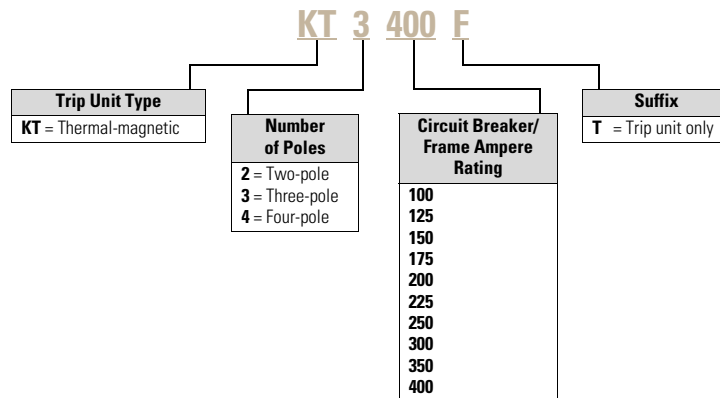 KT 3 400 F
Trip Unit Type
KT = Thermal-magnetic
Number
of Poles
2 = Two-pole
3 = Three-pole
4 = Four-pole
Circuit Breaker/
Frame Ampere
Rating
100
125
150
175
200
225
250
300
350
400
Suffix
T = Trip unit only